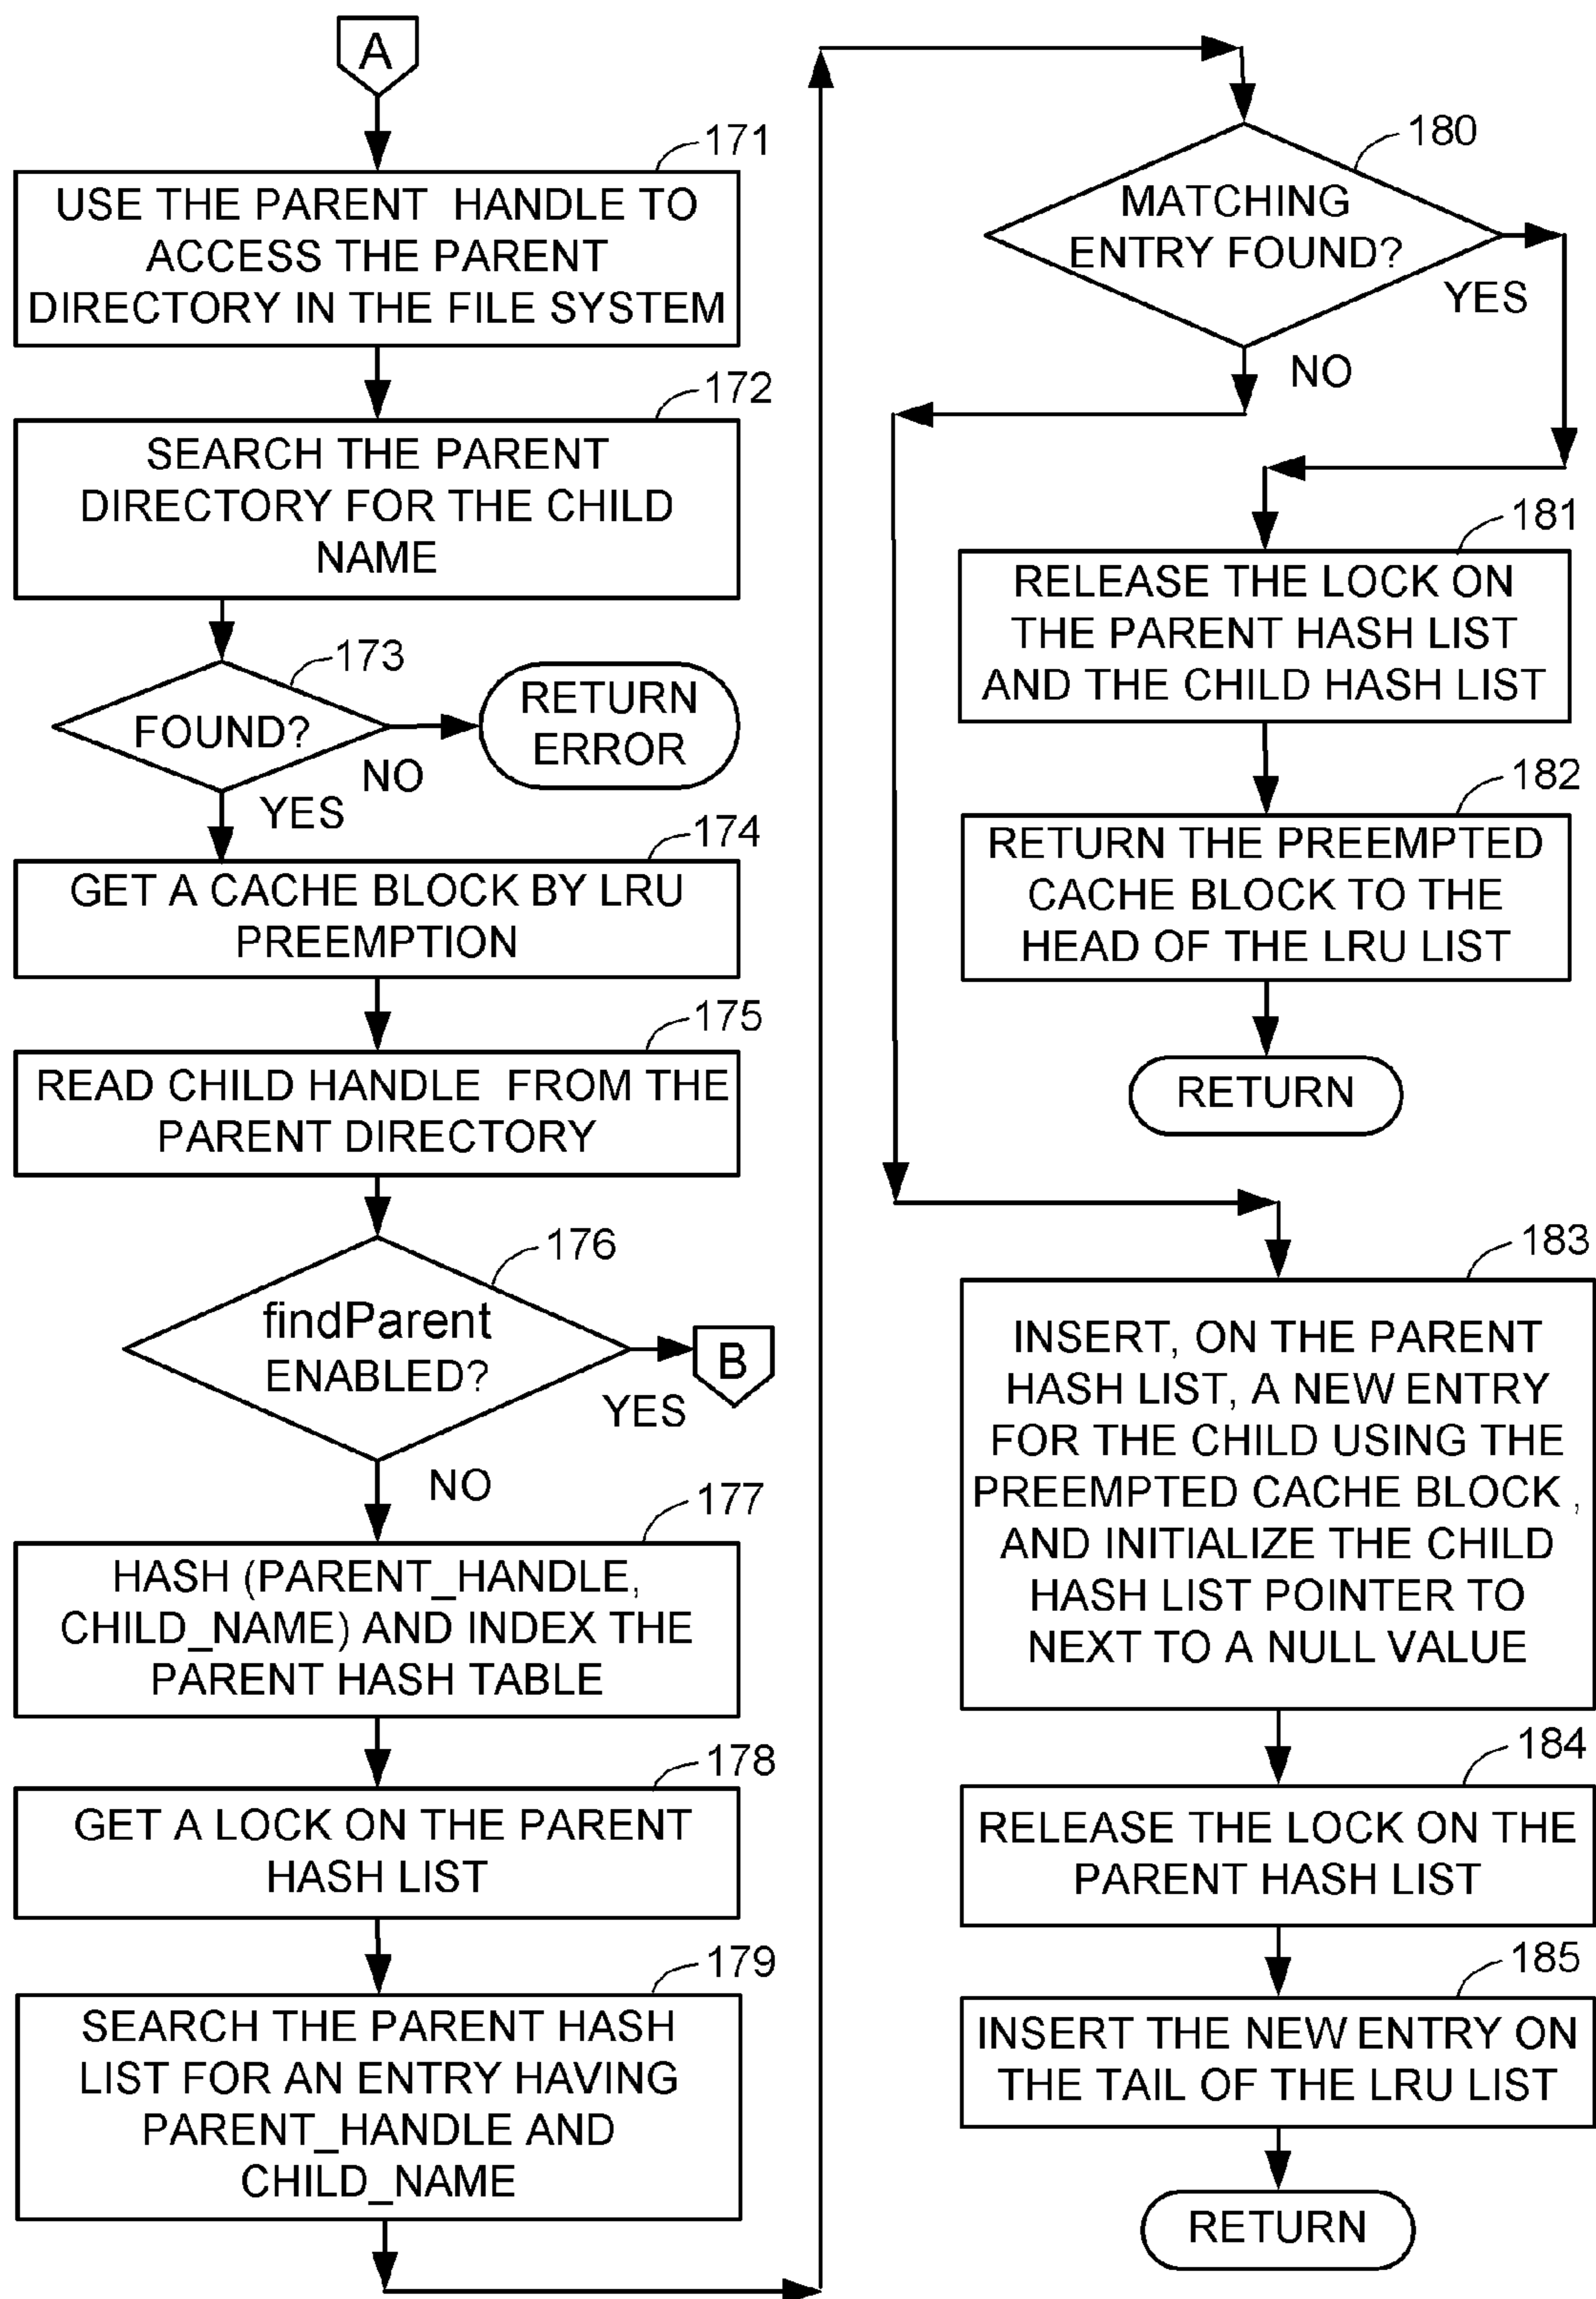 A
171
USE THE PARENT HANDLE TO
ACCESS THE PARENT
DIRECTORY IN THE FILE SYSTEM
172
SEARCH THE PARENT
DIRECTORY FOR THE CHILD
NAME
173
FOUND?
NO
RETURN
ERROR
YES
174
GET A CACHE BLOCK BY LRU
PREEMPTION
175
READ CHILD HANDLE FROM THE
PARENT DIRECTORY
176
findParent
ENABLED?
YES
B
NO
177
HASH (PARENT_HANDLE,
CHILD_NAME) AND INDEX THE
PARENT HASH TABLE
178
GET A LOCK ON THE PARENT
HASH LIST
179
SEARCH THE PARENT HASH
LIST FOR AN ENTRY HAVING
PARENT_HANDLE AND
CHILD_NAME
180
MATCHING
ENTRY FOUND?
YES
NO
181
RELEASE THE LOCK ON
THE PARENT HASH LIST
AND THE CHILD HASH LIST
182
RETURN THE PREEMPTED
CACHE BLOCK TO THE
HEAD OF THE LRU LIST
RETURN
183
INSERT, ON THE PARENT
HASH LIST, A NEW ENTRY
FOR THE CHILD USING THE
PREEMPTED CACHE BLOCK ,
AND INITIALIZE THE CHILD
HASH LIST POINTER TO
NEXT TO A NULL VALUE
184
RELEASE THE LOCK ON THE
PARENT HASH LIST
185
INSERT THE NEW ENTRY ON
THE TAIL OF THE LRU LIST
RETURN